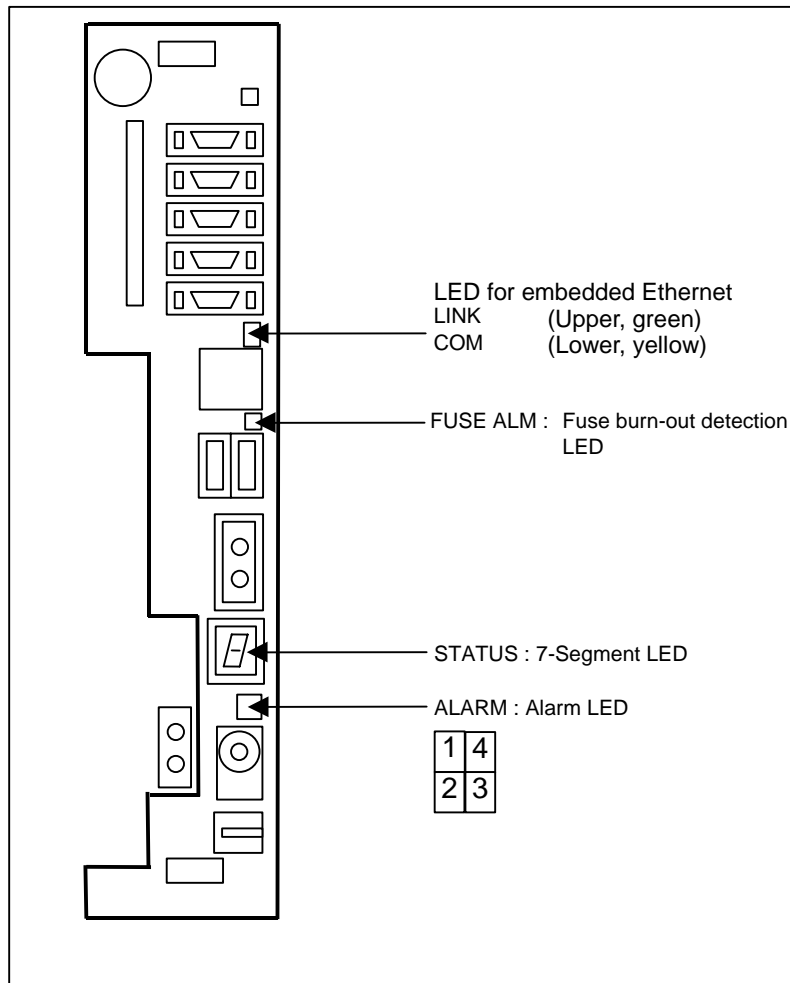 LED for embedded Ethernet
LINK (Upper, green)
COM (Lower, yellow)
FUSE ALM : Fuse burn-out detection
LED
STATUS : 7-Segment LED
ALARM : Alarm LED
1 4
2 3